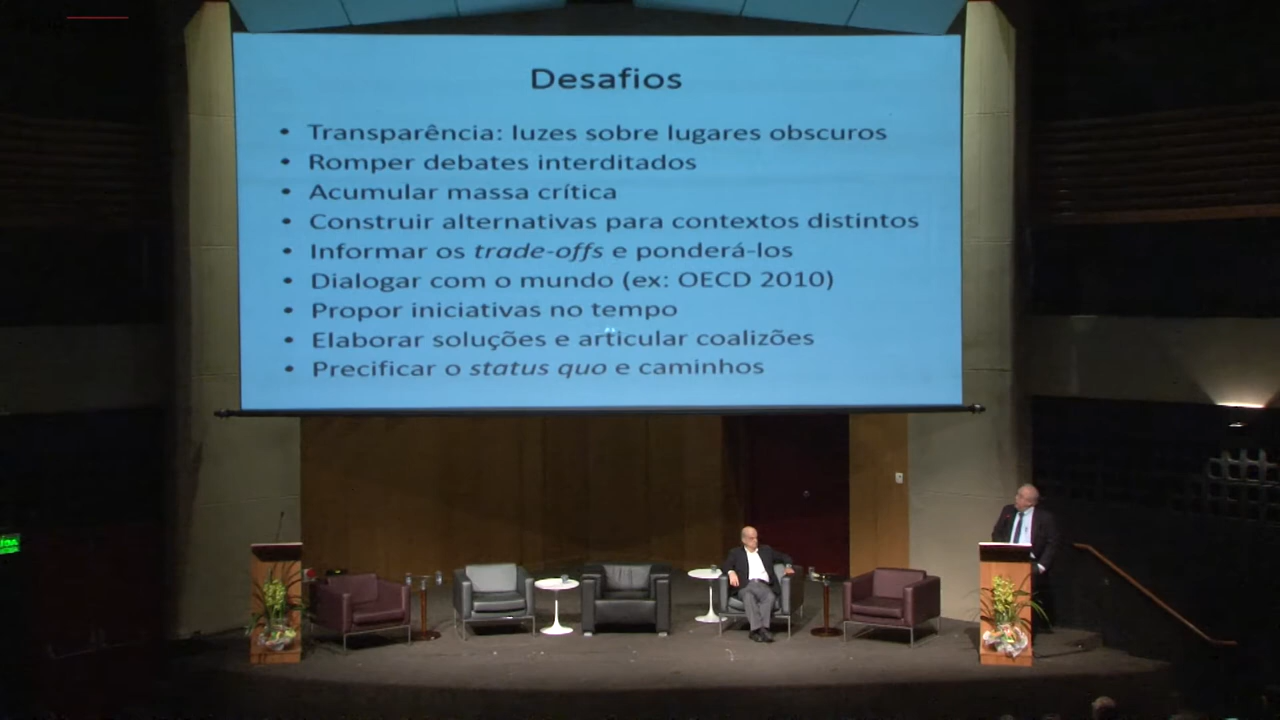 Desafios
• Transparência: luzes sobre lugares obscuros
• Romper debates interditados
• Acumular massa crítica
• Construir alternativas para contextos distintos
• Informar os trade-offs e ponderá-los
• Dialogar com o mundo (ex: OECD 2010)
• Propor iniciativas no tempo
• Elaborar soluções e articular coalizões
• Precificar o status quo e caminhos